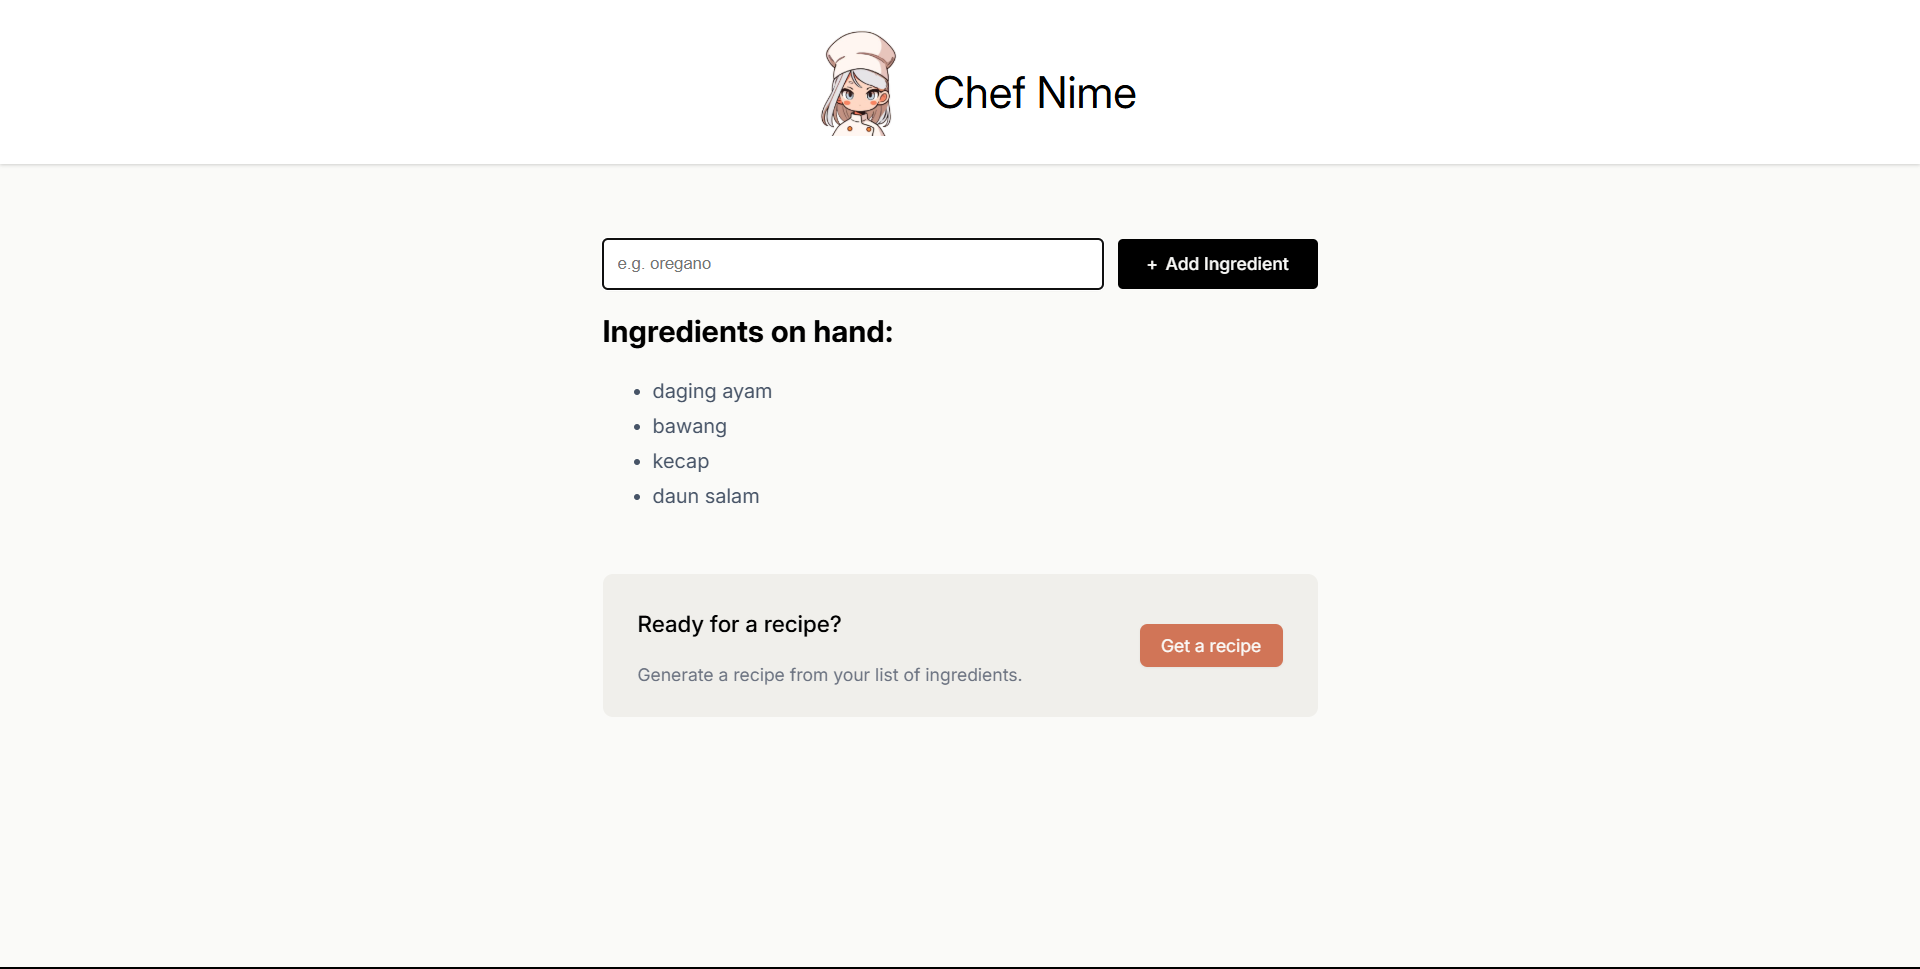 Chef Nime
e.g. oregano
+ Add Ingredient
Ingredients on hand:
• daging ayam
• bawang
• kecap
• daun salam
Ready for a recipe?
Generate a recipe from your list of ingredients.
Get a recipe